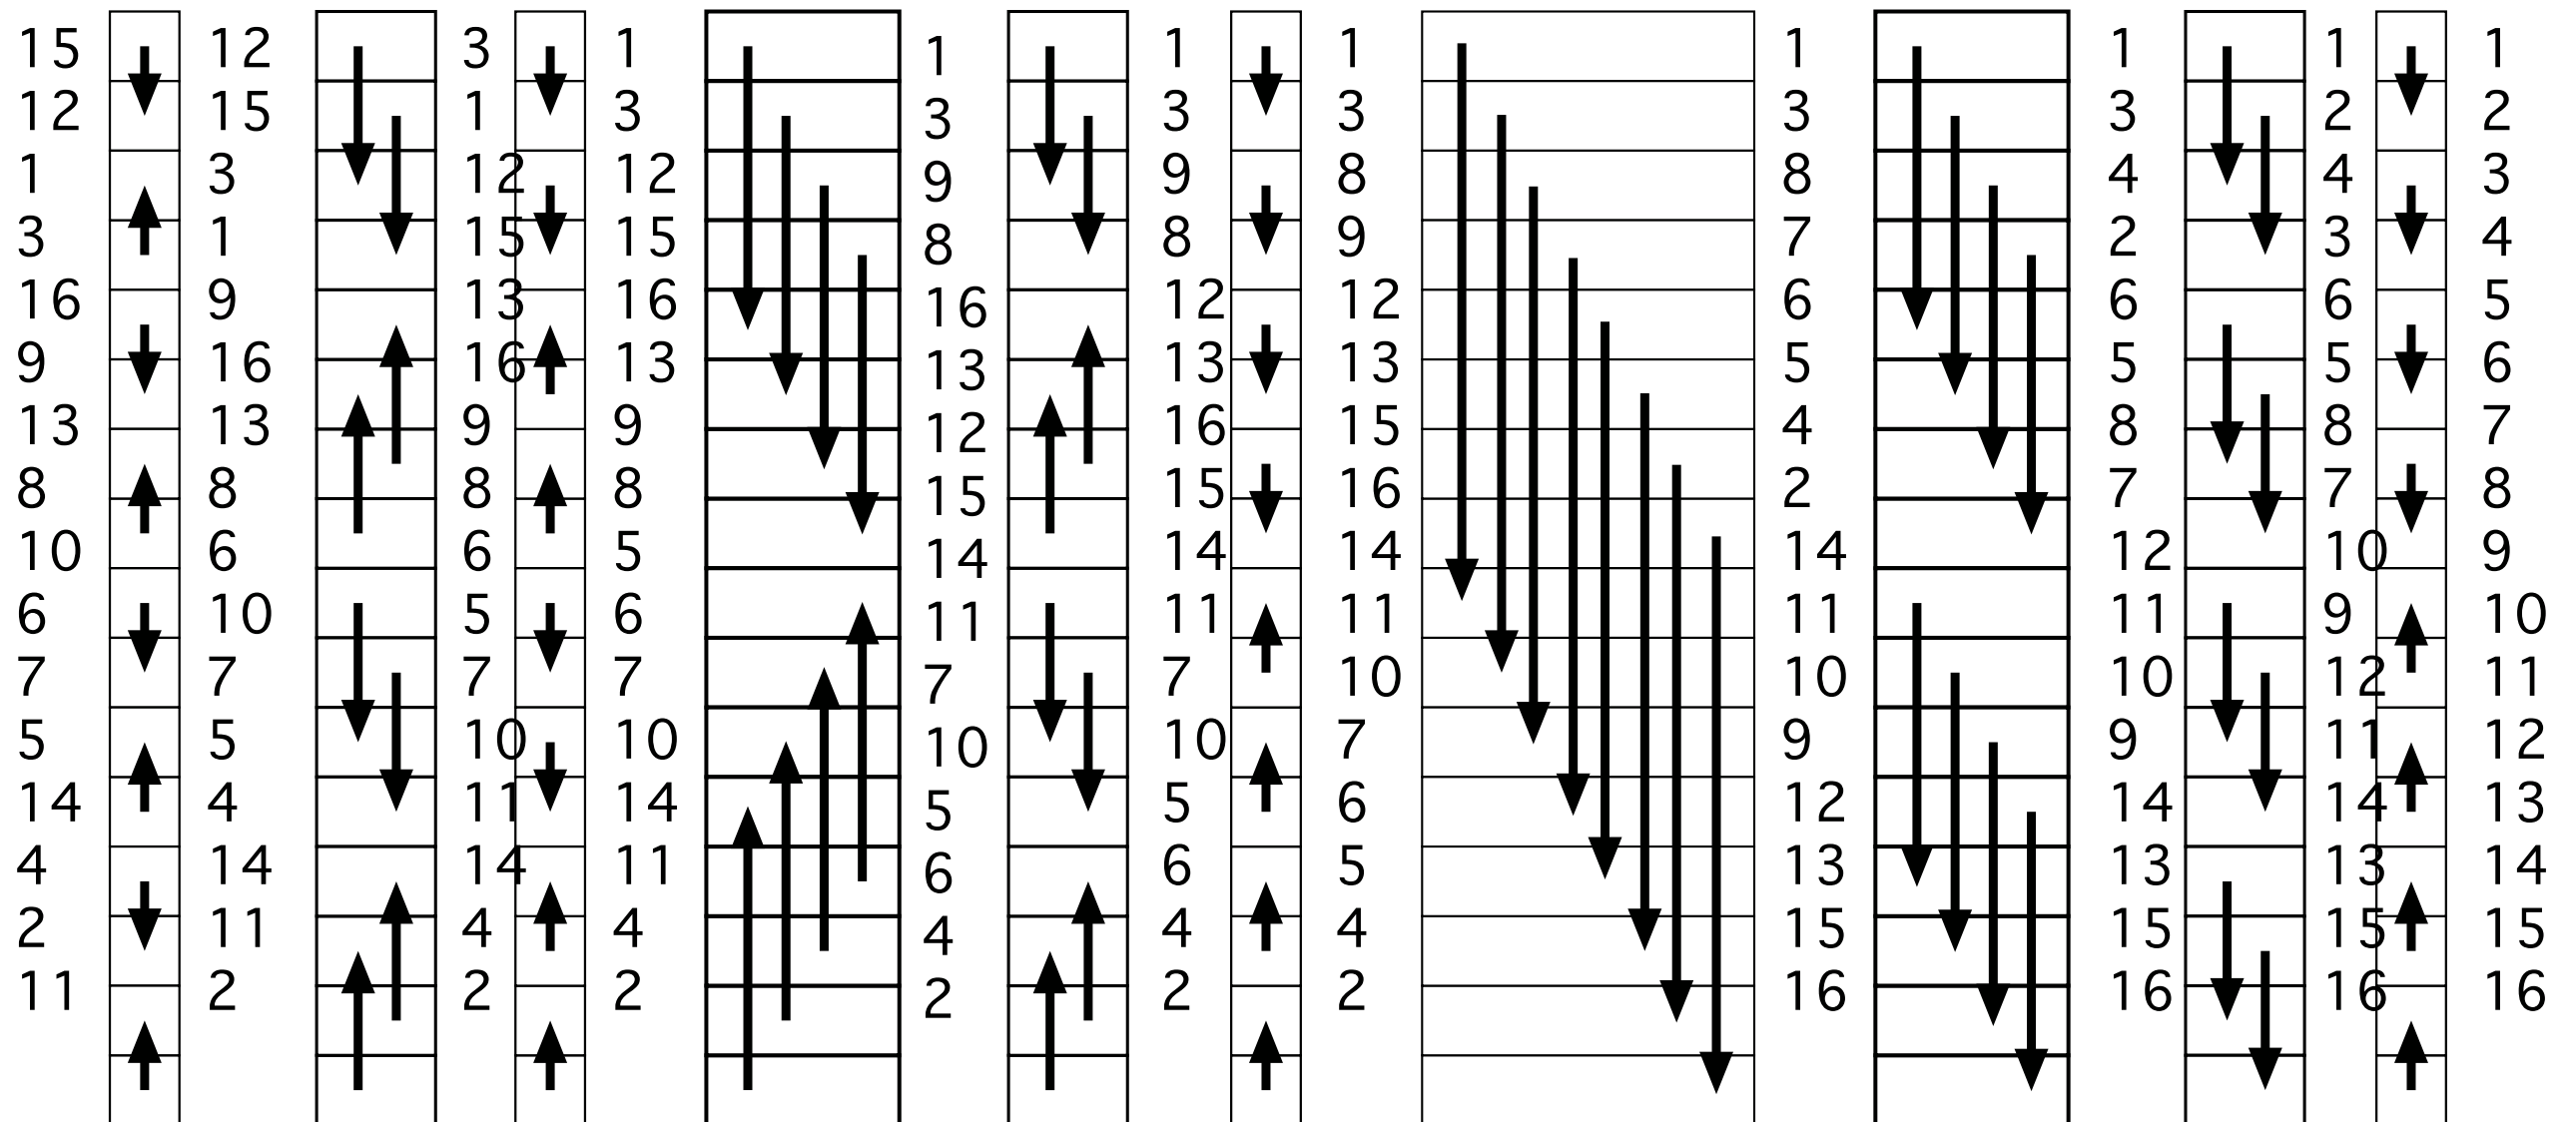 15 12 3 1 1 1 1 1 1 1 1
12 15 1 3 3 3 3 3 3 2 2
1 3 12 12 9 9 8 8 4 4 3
3 1 15 15 8 8 9 7 2 3 4
16 9 13 16 16 12 12 6 6 6 5
9 16 16 13 13 13 13 5 5 5 6
13 13 9 9 12 16 15 4 8 8 7
8 8 8 8 15 15 16 2 7 7 8
10 6 6 5 14 14 14 14 12 10 9
6 10 5 6 11 11 11 11 11 9 10
7 7 7 7 7 7 10 10 10 12 11
5 5 10 10 10 10 7 9 9 11 12
14 4 11 14 5 5 6 12 14 14 13
4 14 14 11 6 6 5 13 13 13 14
2 11 4 4 4 4 4 15 15 15 15
11 2 2 2 2 2 2 16 16 16 16